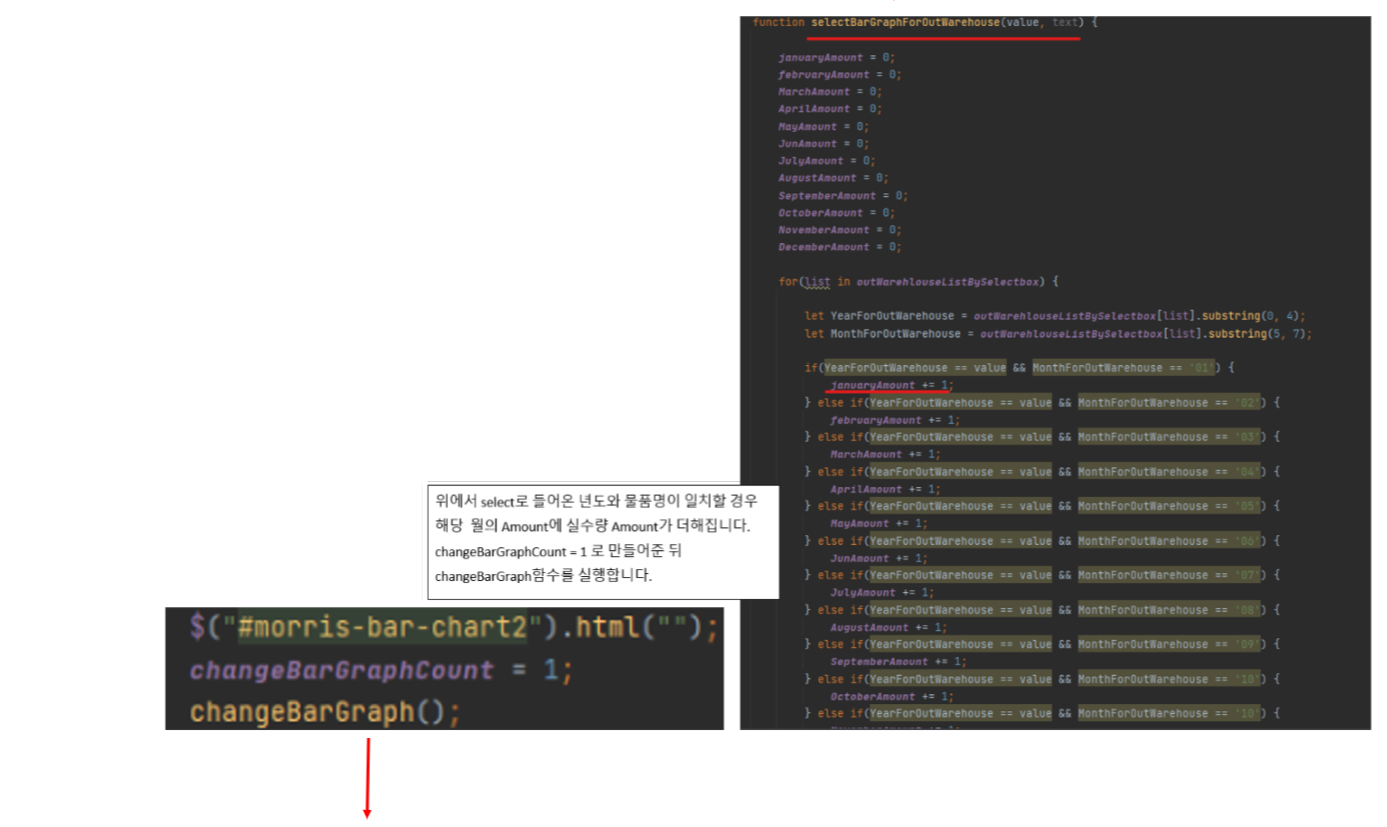 function selectBarGraphForOutWarehouse(value, text) {
januaryAmount = 0;
februaryAmount = 0;
MarchAmount = 0;
AprilAmount = 0;
MayAmount = 0;
JunAmount = 0;
JulyAmount = 0;
AugustAmount = 0;
SeptemberAmount = 0;
OctoberAmount = 0;
NovemberAmount = 0;
DecemberAmount = 0;
for(list in outWarehlouseListBySelectbox) {
let YearForOutWarehouse = outWarehlouseListBySelectbox[list].substring(0, 4);
let MonthForOutWarehouse = outWarehlouseListBySelectbox[list].substring(5, 7);
if(YearForOutWarehouse == value && MonthForOutWarehouse == '01') {
januaryAmount += 1;
} else if(YearForOutWarehouse == value && MonthForOutWarehouse == '02') {
februaryAmount += 1;
} else if(YearForOutWarehouse == value && MonthForOutWarehouse == '03') {
MarchAmount += 1;
} else if(YearForOutWarehouse == value && MonthForOutWarehouse == '04') {
AprilAmount += 1;
} else if(YearForOutWarehouse == value && MonthForOutWarehouse == '05') {
MayAmount += 1;
} else if(YearForOutWarehouse == value && MonthForOutWarehouse == '06') {
JunAmount += 1;
} else if(YearForOutWarehouse == value && MonthForOutWarehouse == '07') {
JulyAmount += 1;
} else if(YearForOutWarehouse == value && MonthForOutWarehouse == '08') {
AugustAmount += 1;
} else if(YearForOutWarehouse == value && MonthForOutWarehouse == '09') {
SeptemberAmount += 1;
} else if(YearForOutWarehouse == value && MonthForOutWarehouse == '10') {
OctoberAmount += 1;
} else if(YearForOutWarehouse == value && MonthForOutWarehouse == '10') {
위에서 select로 들어온 년도와 물품명이 일치할 경우
해당 월의 Amount에 실수량 Amount가 더해집니다.
changeBarGraphCount = 1 로 만들어준 뒤
changeBarGraph함수를 실행합니다.
$("#morris-bar-chart2").html("");
changeBarGraphCount = 1;
changeBarGraph();